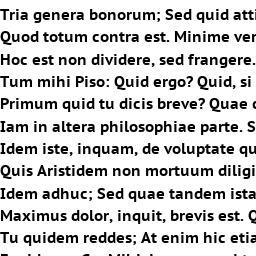 Tria genera bonorum; Sed quid atti
Quod totum contra est. Minime ver
Hoc est non dividere, sed frangere.
Tum mihi Piso: Quid ergo? Quid, si
Primum quid tu dicis breve? Quae c
Iam in altera philosophiae parte. S
Idem iste, inquam, de voluptate qu
Quis Aristidem non mortuum diligi
Idem adhuc; Sed quae tandem ista
Maximus dolor, inquit, brevis est. Q
Tu quidem reddes; At enim hic etia